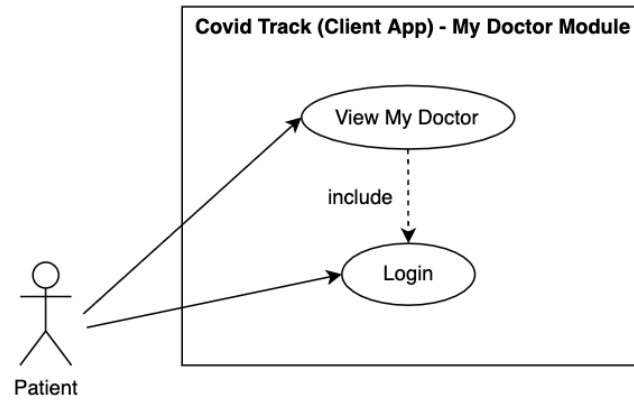 Covid Track (Client App) - My Doctor Module
View My Doctor
include
Login
Patient